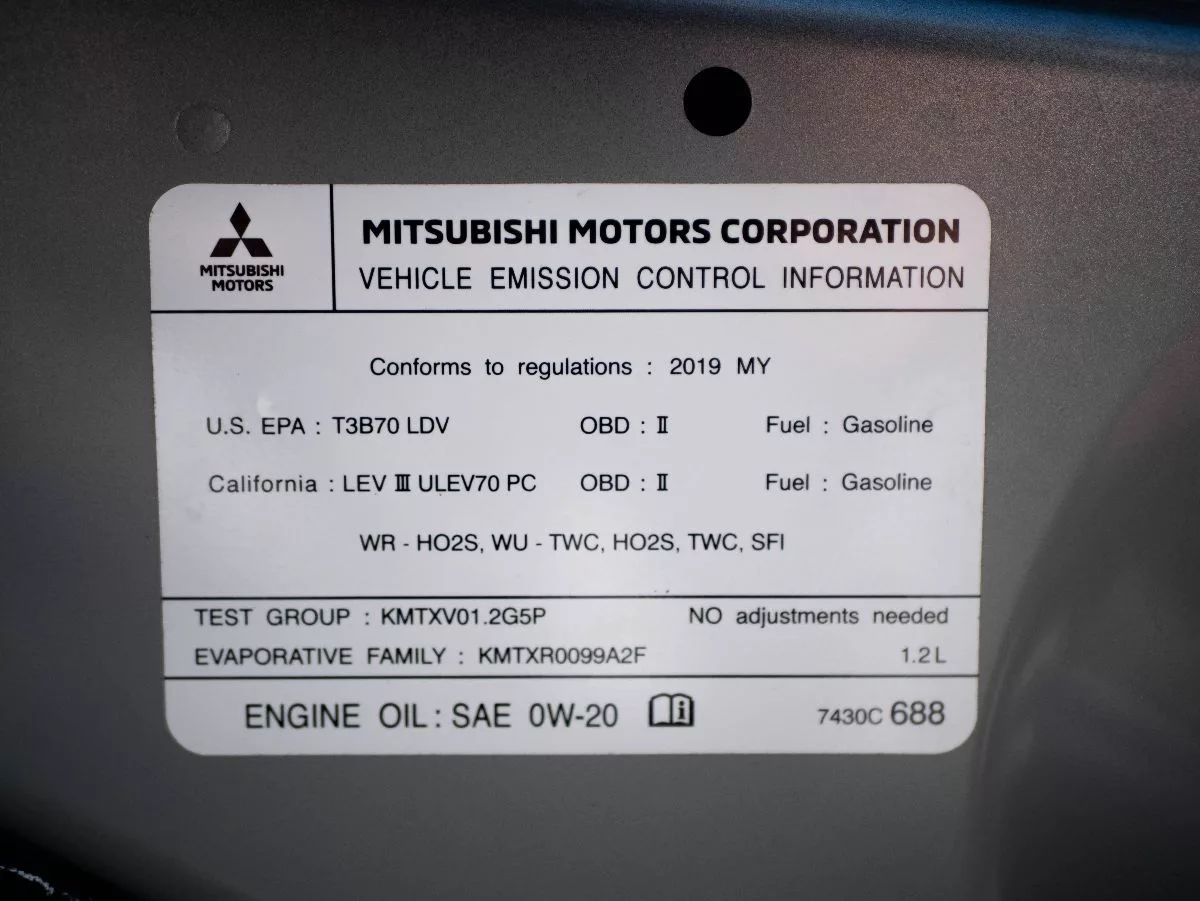 MITSUBISHI
MOTORS
MITSUBISHI MOTORS CORPORATION
VEHICLE EMISSION CONTROL INFORMATION
Conforms to regulations : 2019 MY
U.S. EPA : T3B70 LDV OBD : Ⅱ Fuel : Gasoline
California : LEV Ⅲ ULEV70 PC OBD : Ⅱ Fuel : Gasoline
WR - HO2S, WU - TWC, HO2S, TWC, SFI
TEST GROUP : KMTXV01.2G5P NO adjustments needed
EVAPORATIVE FAMILY : KMTXR0099A2F 1.2 L
ENGINE OIL : SAE 0W-20 7430C 688